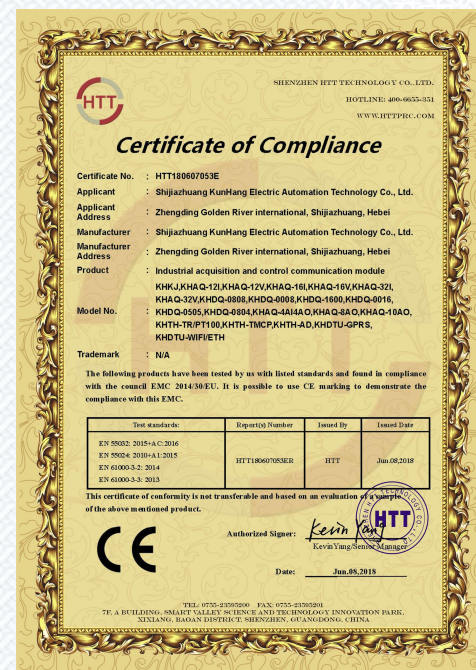 HTT
SHENZHEN HTT TECHNOLOGY CO.,LTD.
HOTLINE: 400-6655-351
WWW.HTTPRC.COM
Certificate of Compliance
Certificate No. : HTT180607053E
Applicant : Shijiazhuang KunHang Electric Automation Technology Co., Ltd.
Applicant Address : Zhengding Golden River international, Shijiazhuang, Hebei
Manufacturer : Shijiazhuang KunHang Electric Automation Technology Co., Ltd.
Manufacturer Address : Zhengding Golden River international, Shijiazhuang, Hebei
Product : Industrial acquisition and control communication module
KHKJ,KHAQ-12I,KHAQ-12V,KHAQ-16I,KHAQ-16V,KHAQ-32I,
KHAQ-32V,KHDQ-0808,KHDQ-0008,KHDQ-1600,KHDQ-0016,
Model No. : KHDQ-0505,KHDQ-0804,KHAQ-4AI4AO,KHAQ-8AO,KHAQ-10AO,
KHTH-TR/PT100,KHTH-TMCP,KHTH-AD,KHDTU-GPRS,
KHDTU-WIFI/ETH
Trademark : N/A
The following products have been tested by us with listed standards and found in compliance
with the council EMC 2014/30/EU. It is possible to use CE marking to demonstrate the
compliance with this EMC.
Test standards: Report(s) Number Issued By Issued Date
EN 55032: 2015+AC:2016
EN 55024: 2010+A1:2015
EN 61000-3-2: 2014
EN 61000-3-3: 2013
HTT180607053ER HTT Jun.08,2018
This certificate of conformity is not transferable and based on an evaluation of a sample
of the above mentioned product.
CE
Authorized Signer: Kevin Yang
KevinYang/Senior Manager
HTT
Date: Jun.08,2018
TEL: 0755-23595200 FAX: 0755-23595201
7F, A BUILDING, SMART VALLEY SCIENCE AND TECHNOLOGY INNOVATION PARK,
XIXIANG, BAOAN DISTRICT, SHENZHEN, GUANGDONG, CHINA